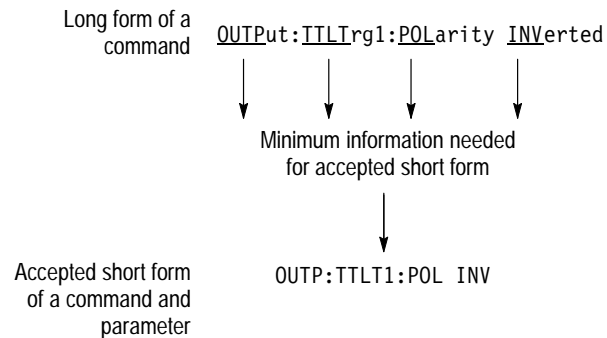 Long form of a
command
OUTPut:TTLTrg1:POLarity INVerted
Minimum information needed
for accepted short form
Accepted short form
of a command and
parameter
OUTP:TTLT1:POL INV